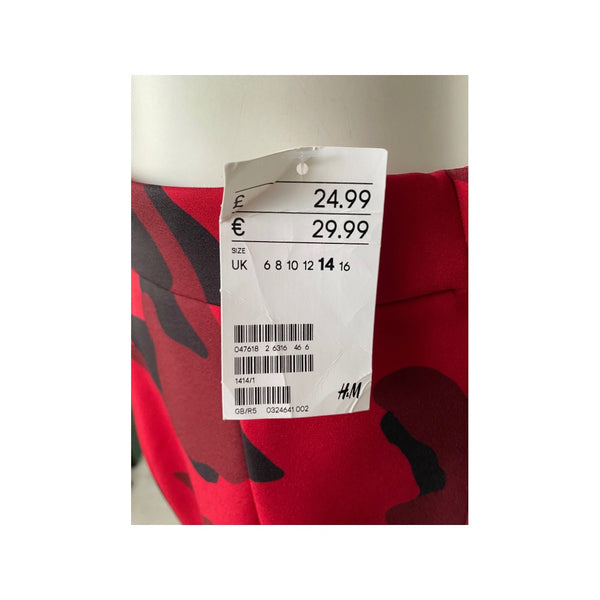 £ 24.99
€ 29.99
SIZE
UK 6 8 10 12 14 16
047618 2 6316 46 6
1414/1
H&M
GB/R5 0324641 002